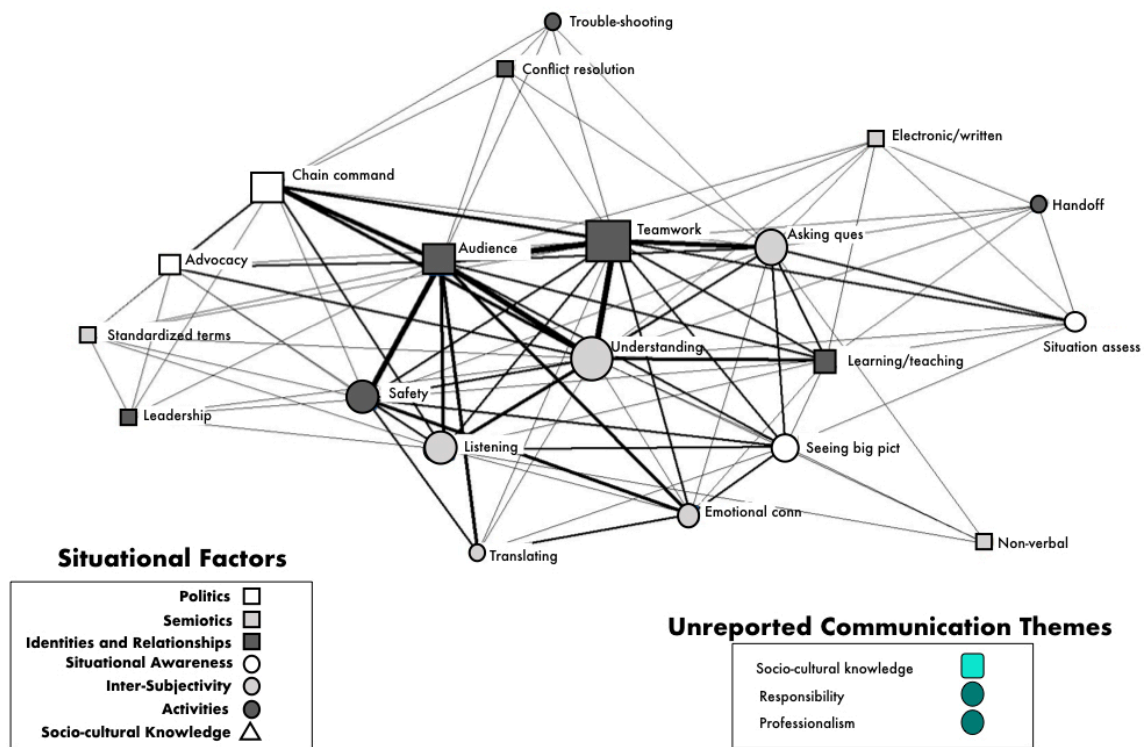 Trouble-shooting
Conflict resolution
Electronic/written
Chain command
Handoff
Teamwork
Asking ques
Audience
Advocacy
Standardized terms
Understanding
Situation assess
Learning/teaching
Safety
Leadership
Listening
Seeing big pict
Emotional conn
Non-verbal
Translating
Situational Factors
Politics
Semiotics
Identities and Relationships
Situational Awareness
Inter-Subjectivity
Activities
Socio-cultural Knowledge
Unreported Communication Themes
Socio-cultural knowledge
Responsibility
Professionalism